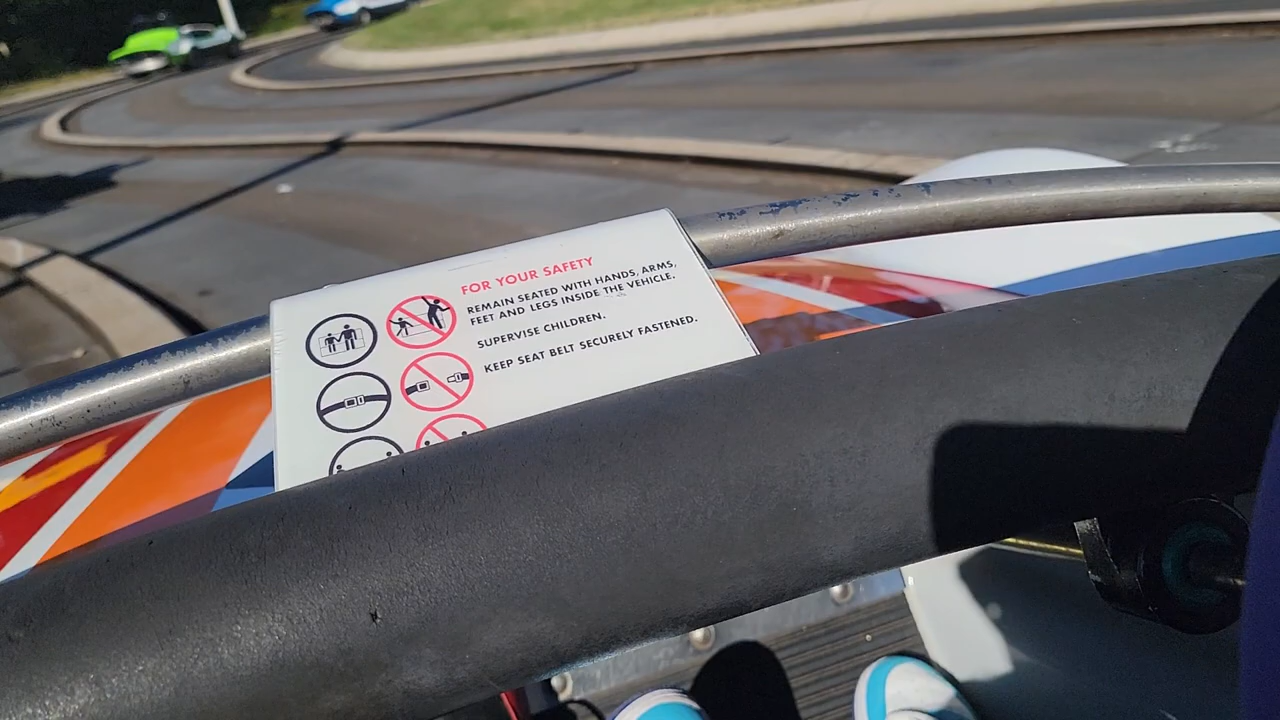 FOR YOUR SAFETY
REMAIN SEATED WITH HANDS, ARMS,
FEET AND LEGS INSIDE THE VEHICLE.
SUPERVISE CHILDREN.
KEEP SEAT BELT SECURELY FASTENED.